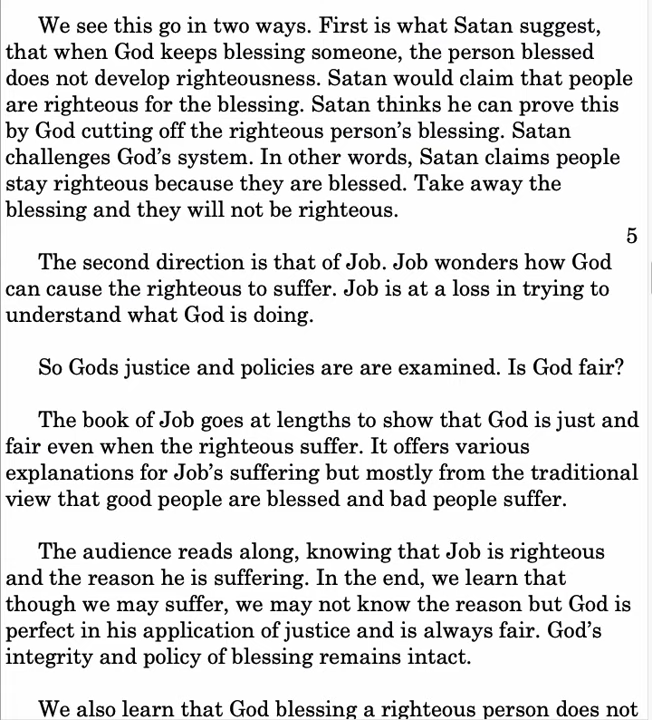 We see this go in two ways. First is what Satan suggest,
that when God keeps blessing someone, the person blessed
does not develop righteousness. Satan would claim that people
are righteous for the blessing. Satan thinks he can prove this
by God cutting off the righteous person's blessing. Satan
challenges God's system. In other words, Satan claims people
stay righteous because they are blessed. Take away the
blessing and they will not be righteous.
5
The second direction is that of Job. Job wonders how God
can cause the righteous to suffer. Job is at a loss in trying to
understand what God is doing.
So Gods justice and policies are are examined. Is God fair?
The book of Job goes at lengths to show that God is just and
fair even when the righteous suffer. It offers various
explanations for Job's suffering but mostly from the traditional
view that good people are blessed and bad people suffer.
The audience reads along, knowing that Job is righteous
and the reason he is suffering. In the end, we learn that
though we may suffer, we may not know the reason but God is
perfect in his application of justice and is always fair. God's
integrity and policy of blessing remains intact.
We also learn that God blessing a righteous person does not